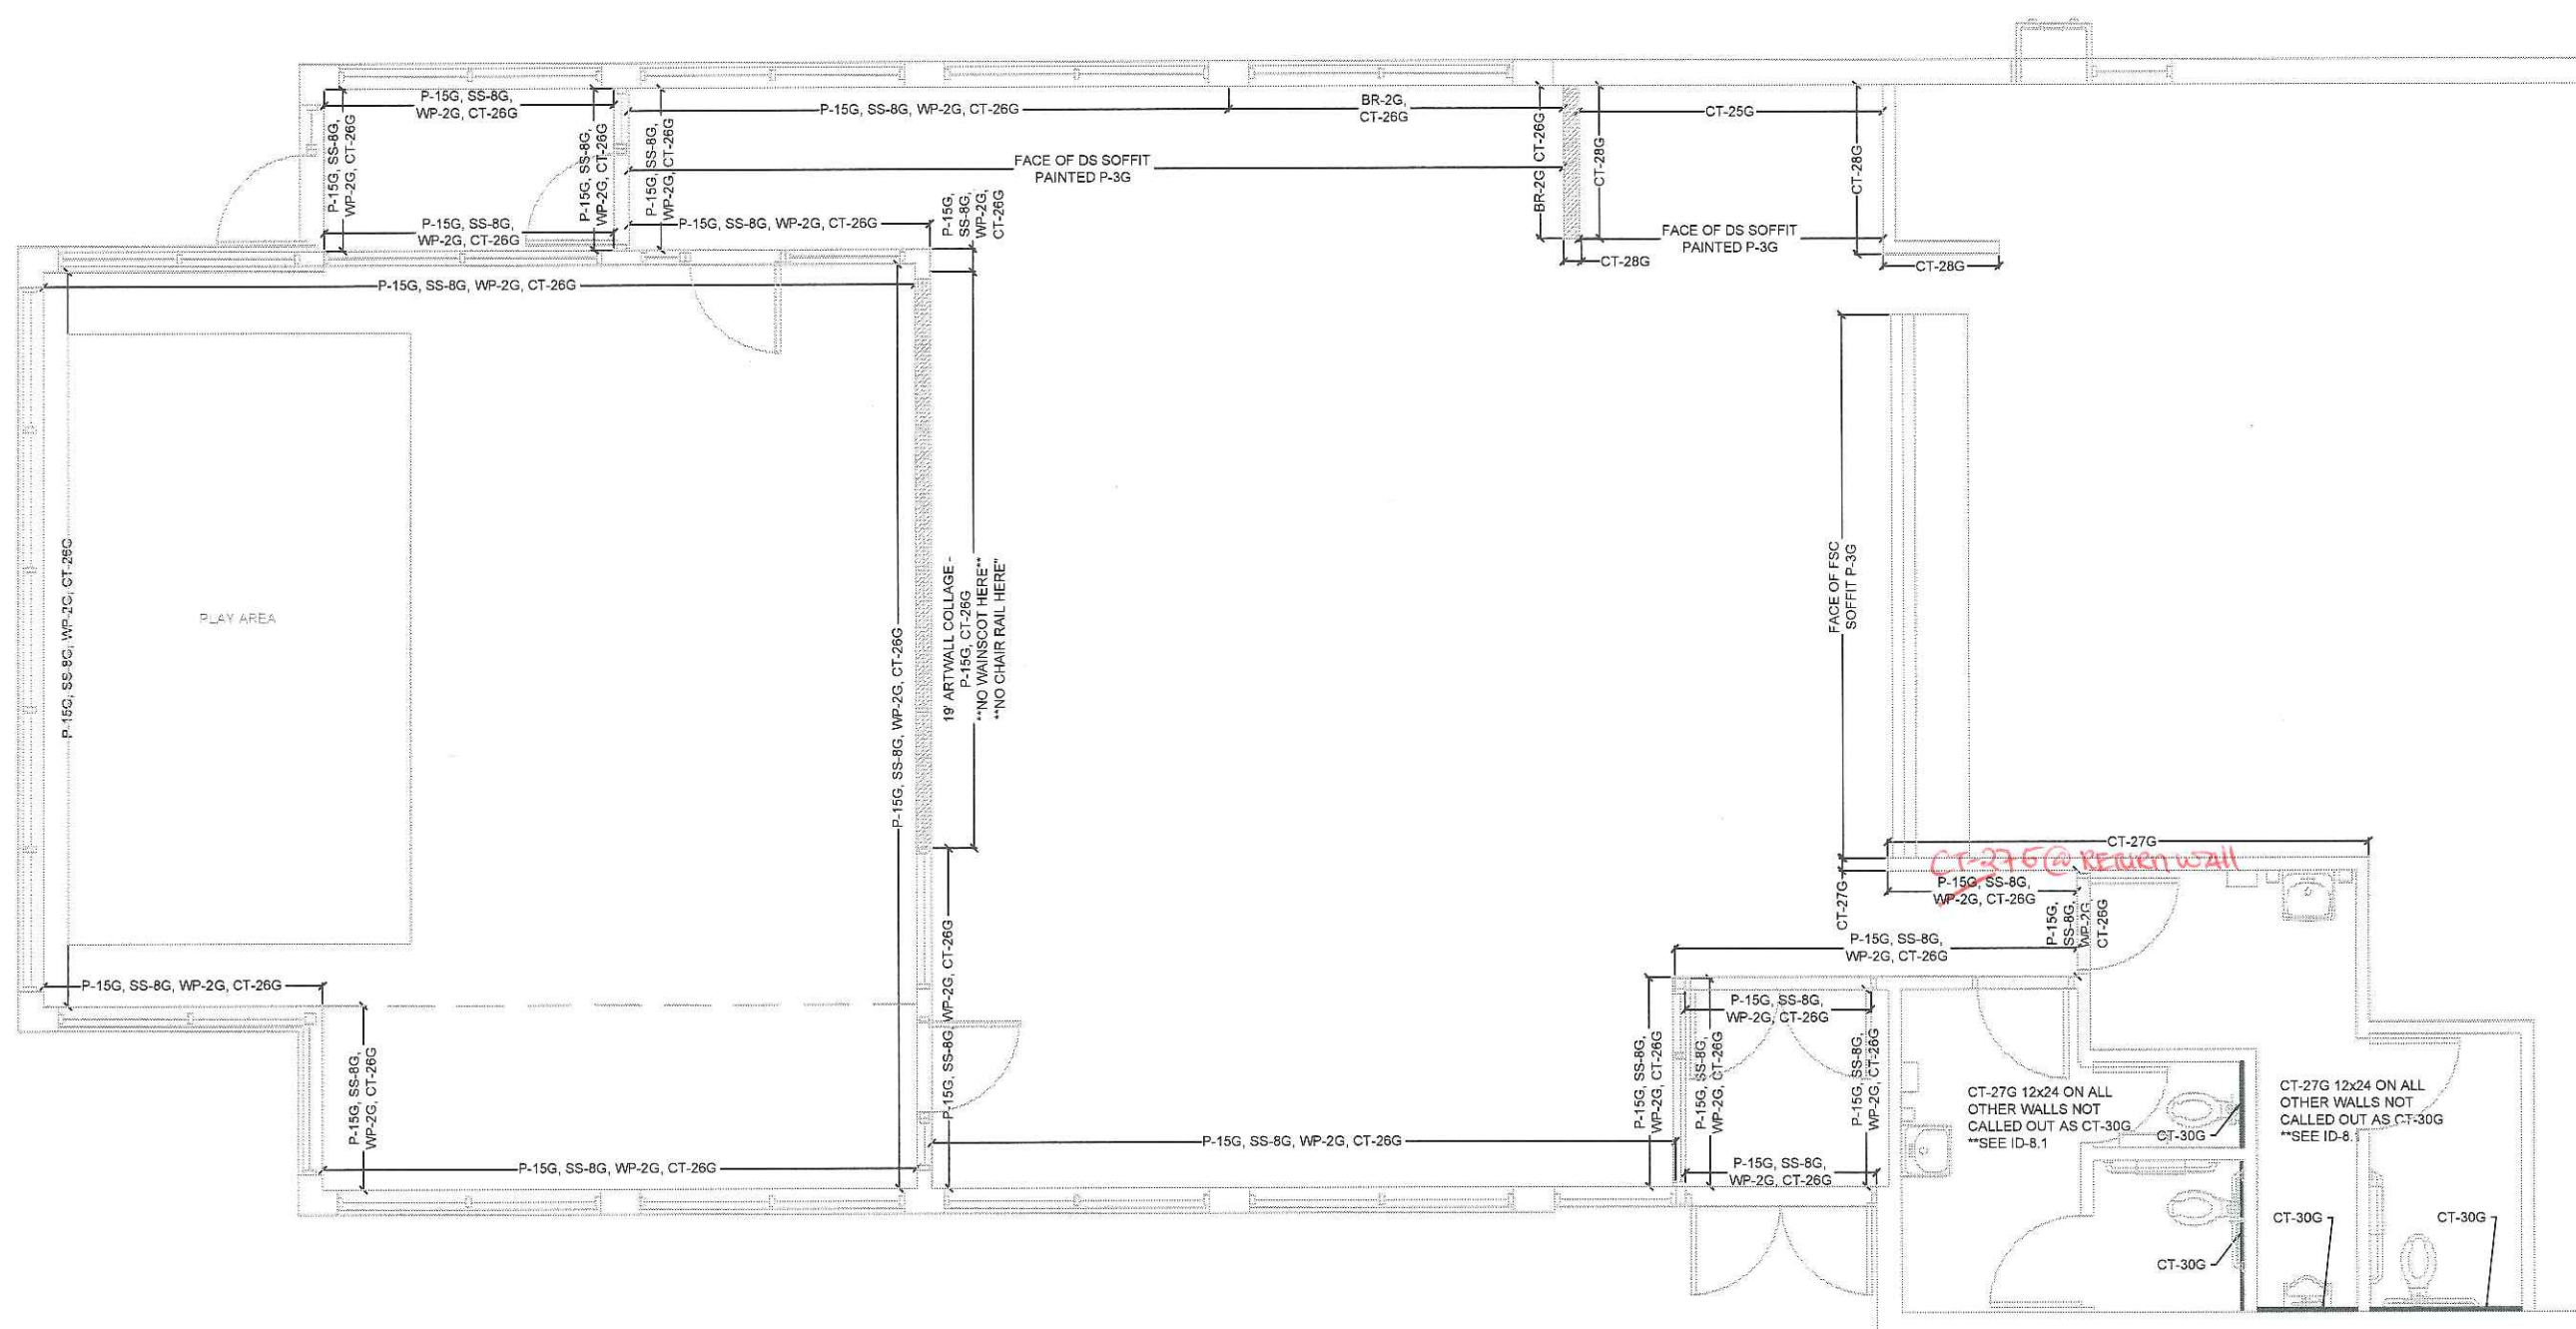 P-15G, SS-8G,
WP-2G, CT-26G
P-15G, SS-8G,
WP-2G, CT-26G
P-15G, SS-8G,
WP-2G, CT-26G
P-15G, SS-8G,
WP-2G, CT-26G
P-15G, SS-8G,
WP-2G, CT-26G
P-15G, SS-8G, WP-2G, CT-26G
BR-2G,
CT-26G
BR-2G CT-26G
CT-25G
CT-28G
CT-28G
FACE OF DS SOFFIT
PAINTED P-3G
P-15G, SS-8G, WP-2G, CT-26G
P-15G,
SS-8G,
WP-2G,
CT-26G
FACE OF DS SOFFIT
PAINTED P-3G
CT-28G
CT-28G
P-15G, SS-8G, WP-2G, CT-26G
P-15G, SS-8G, WP-2G, CT-26G
PLAY AREA
P-15G, SS-8G, WP-2G, CT-26G
19' ARTWALL COLLAGE -
P-15G, CT-26G
**NO WAINSCOT HERE**
**NO CHAIR RAIL HERE"
FACE OF FSC
SOFFIT P-3G
CT-27G
@ RETURN WALL
CT-27G
P-15G, SS-8G,
WP-2G, CT-26G
P-15G,
SS-8G,
WP-2G,
CT-26G
P-15G, SS-8G,
WP-2G, CT-26G
P-15G, SS-8G, WP-2G, CT-26G
P-15G, SS-8G, WP-2G, CT-26G
P-15G, SS-8G,
WP-2G, CT-26G
P-15G, SS-8G, WP-2G, CT-26G
P-15G, SS-8G, WP-2G, CT-26G
P-15G, SS-8G,
WP-2G, CT-26G
P-15G, SS-8G,
WP-2G, CT-26G
P-15G, SS-8G,
WP-2G, CT-26G
P-15G, SS-8G,
WP-2G, CT-26G
P-15G, SS-8G,
WP-2G, CT-26G
CT-27G 12x24 ON ALL
OTHER WALLS NOT
CALLED OUT AS CT-30G
**SEE ID-8.1
CT-30G
CT-30G
CT-27G 12x24 ON ALL
OTHER WALLS NOT
CALLED OUT AS CT-30G
**SEE ID-8.1
CT-30G
CT-30G